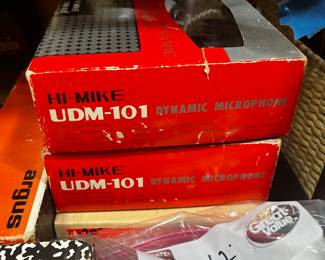 HI-MIKE
UDM-101 DYNAMIC MICROPHONE
HI-MIKE
UDM-101 DYNAMIC MICROPHONE
argus
Great
Value